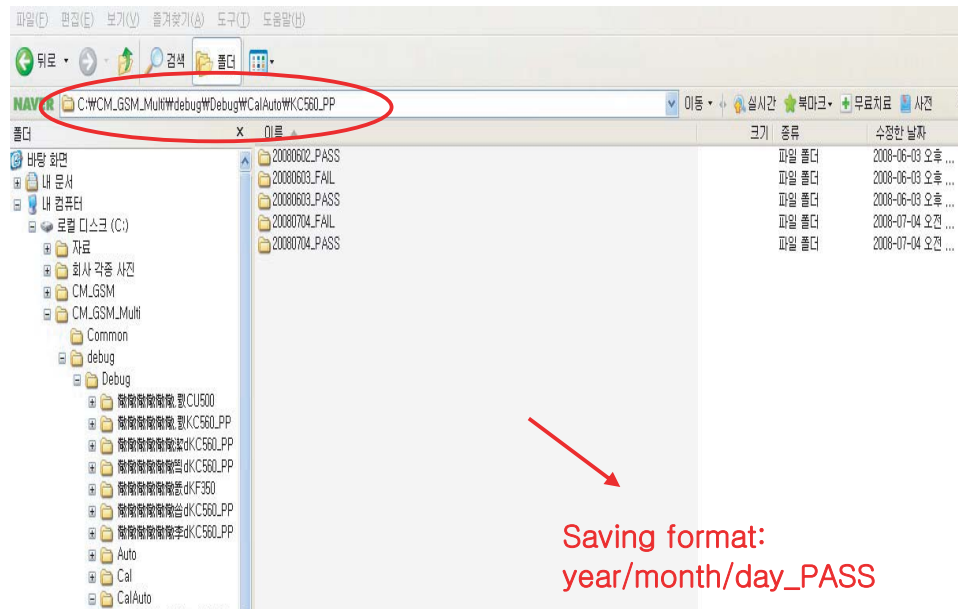 파일(F) 편집(E) 보기(V) 즐겨찾기(A) 도구(T) 도움말(H)
뒤로 검색 폴더
NAVER C:₩CM_GSM_Multi₩debug₩Debug₩CalAuto₩KC560_PP 이동 실시간 북마크 무료치료 사전
폴더 x 이름 크기 종류 수정한 날짜
바탕 화면
내 문서
내 컴퓨터
로컬 디스크 (C:)
자료
회사 각종 사진
CM_GSM
CM_GSM_Multi
Common
debug
Debug
CU500
KC560_PP
dKC560_PP
dKC560_PP
dKF350
dKC560_PP
dKC560_PP
Auto
Cal
CalAuto
20080602_PASS 파일 폴더 2008-06-03 오후 ...
20080603_FAIL 파일 폴더 2008-06-03 오후 ...
20080603_PASS 파일 폴더 2008-06-03 오후 ...
20080704_FAIL 파일 폴더 2008-07-04 오전 ...
20080704_PASS 파일 폴더 2008-07-04 오전 ...
Saving format:
year/month/day_PASS